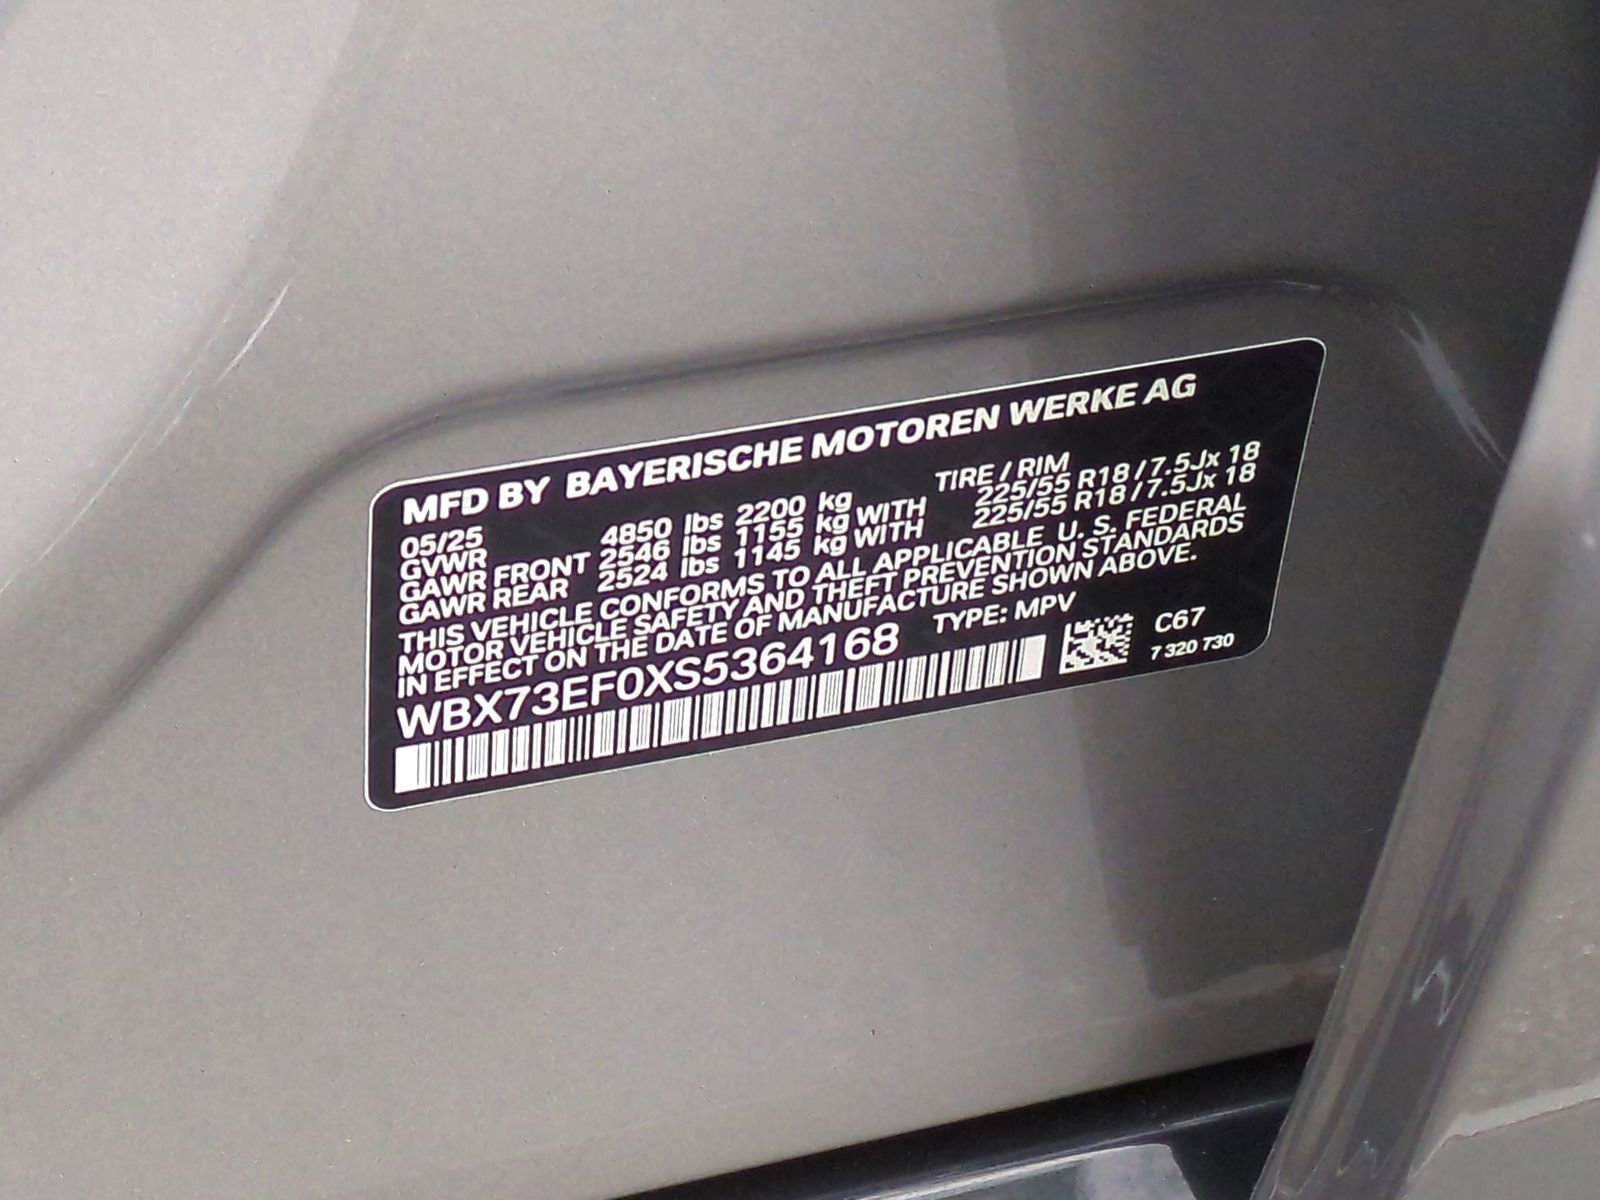 MFD BY BAYERISCHE MOTOREN WERKE AG
05/25 TIRE / RIM
GVWR 4850 lbs 2200 kg
GAWR FRONT 2546 lbs 1155 kg WITH 225/55 R18 / 7.5Jx 18
GAWR REAR 2524 lbs 1145 kg WITH 225/55 R18 / 7.5Jx 18
THIS VEHICLE CONFORMS TO ALL APPLICABLE U. S. FEDERAL
MOTOR VEHICLE SAFETY AND THEFT PREVENTION STANDARDS
IN EFFECT ON THE DATE OF MANUFACTURE SHOWN ABOVE.
WBX73EF0XS5364168 TYPE: MPV C67
7 320 730